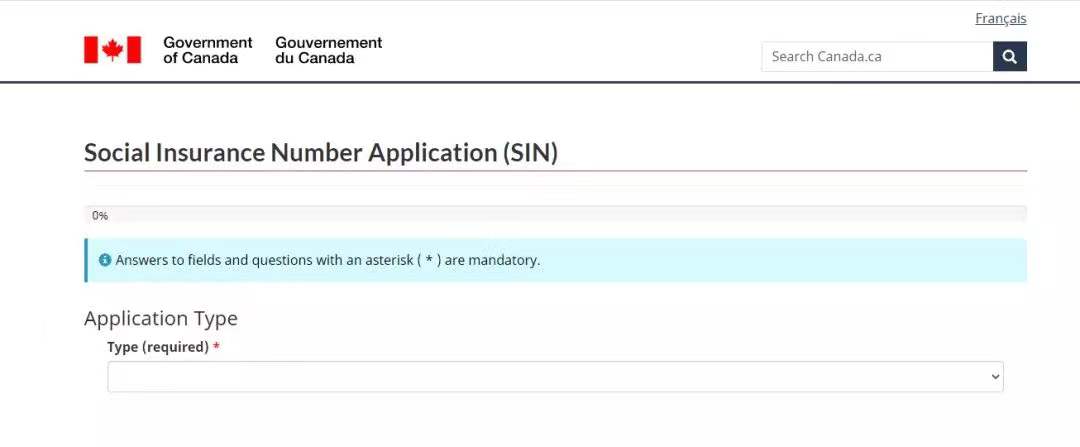 Français
Government of Canada
Gouvernement du Canada
Search Canada.ca
Social Insurance Number Application (SIN)
0%
Answers to fields and questions with an asterisk ( * ) are mandatory.
Application Type
Type (required) *